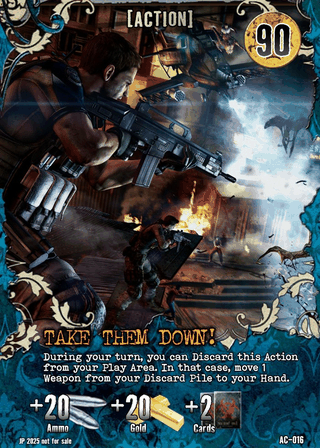 [ACTION]
90
TAKE THEM DOWN!
During your turn, you can Discard this Action
from your Play Area. In that case, move 1
Weapon from your Discard Pile to your Hand.
+20 +20 +2
Ammo Gold Cards
JP 2025 not for sale AC-016